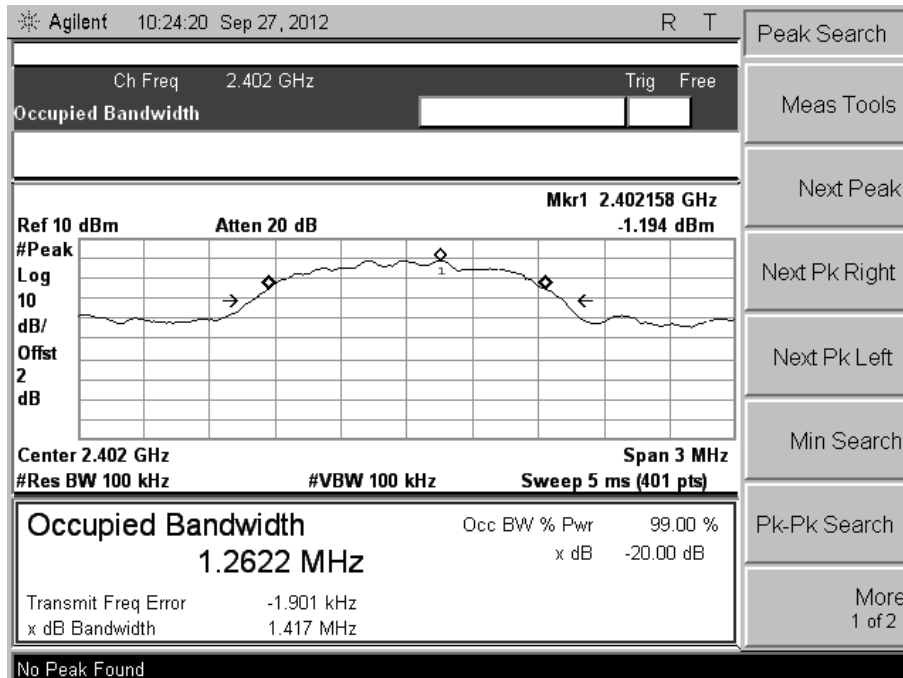 Agilent 10:24:20 Sep 27, 2012 R T
Peak Search
Ch Freq 2.402 GHz Trig Free
Occupied Bandwidth
Meas Tools
Next Peak
Mkr1 2.402158 GHz
Ref 10 dBm Atten 20 dB -1.194 dBm
#Peak
Log
10
dB/
Offst
2
dB
1
Next Pk Right
Next Pk Left
Min Search
Center 2.402 GHz Span 3 MHz
#Res BW 100 kHz #VBW 100 kHz Sweep 5 ms (401 pts)
Occupied Bandwidth Occ BW % Pwr 99.00 %
1.2622 MHz x dB -20.00 dB
Pk-Pk Search
Transmit Freq Error -1.901 kHz
x dB Bandwidth 1.417 MHz
More
1 of 2
No Peak Found